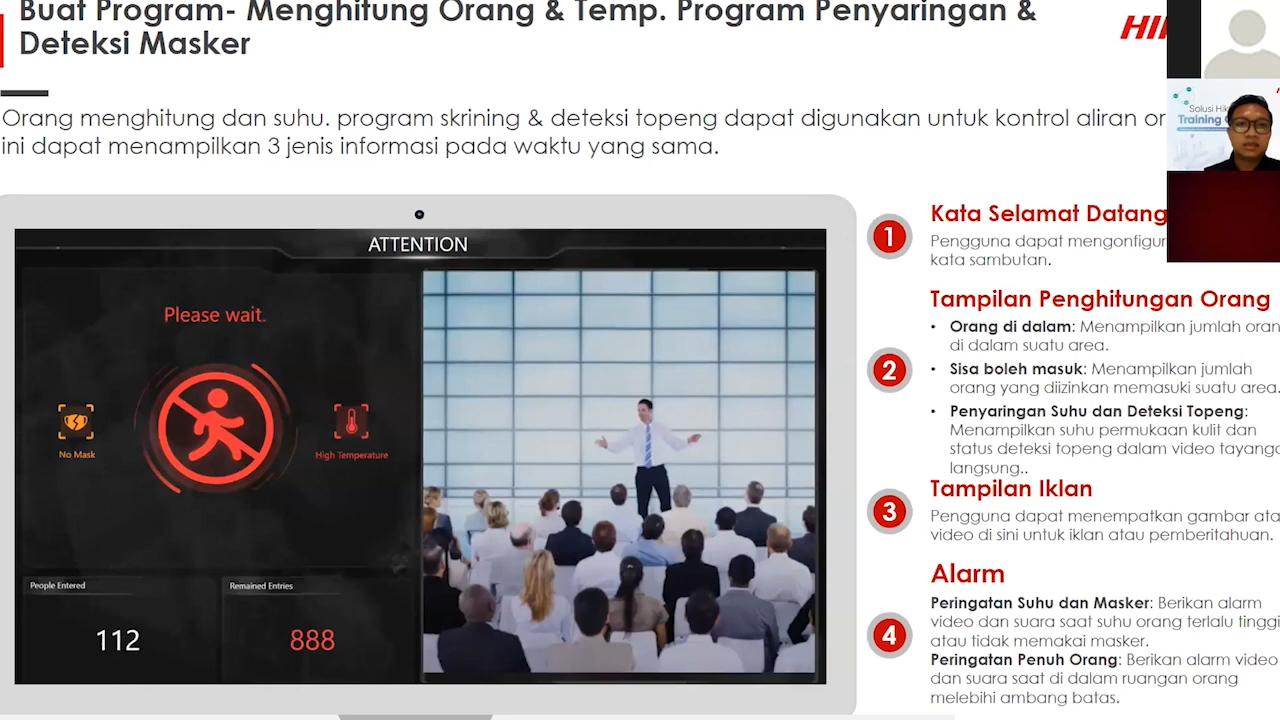 Buat Program- Menghitung Orang & Temp. Program Penyaringan &
Deteksi Masker
Orang menghitung dan suhu. program skrining & deteksi topeng dapat digunakan untuk kontrol aliran
ini dapat menampilkan 3 jenis informasi pada waktu yang sama.
Training
ATTENTION
Please wait.
No Mask
High Temperature
People Entered
112
Remained Entries
888
1
Kata Selamat Datang
Pengguna dapat
kata sambutan.
2
Tampilan Penghitungan Orang
• Orang di dalam: Menampilkan jumlah
di dalam suatu area.
• Sisa boleh masuk: Menampilkan jumlah
orang yang diizinkan memasuki suatu area.
• Penyaringan Suhu dan Deteksi Topeng:
Menampilkan suhu permukaan kulit dan
status deteksi topeng dalam video
langsung..
3
Tampilan Iklan
Pengguna dapat menempatkan gambar
video di sini untuk iklan atau pemberitahuan.
4
Alarm
Peringatan Suhu dan Masker: Berikan alarm
video dan suara saat suhu orang terlalu tinggi
atau tidak memakai masker.
Peringatan Penuh Orang: Berikan alarm video
dan suara saat di dalam ruangan orang
melebihi ambang batas.